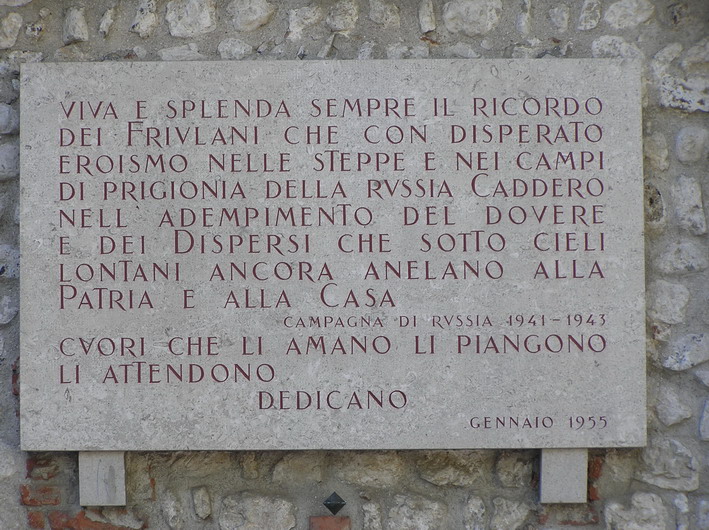 VIVA E SPLENDA SEMPRE IL RICORDO
DEI FRIVLANI CHE CON DISPERATO
EROISMO NELLE STEPPE E NEI CAMPI
DI PRIGIONIA DELLA RVSSIA CADDERO
NELL' ADEMPIMENTO DEL DOVERE
E DEI DISPERSI CHE SOTTO CIELI
LONTANI ANCORA ANELANO ALLA
PATRIA E ALLA CASA
CAMPAGNA DI RVSSIA 1941-1943
CVORI CHE LI AMANO LI PIANGONO
LI ATTENDONO
DEDICANO
GENNAIO 1955